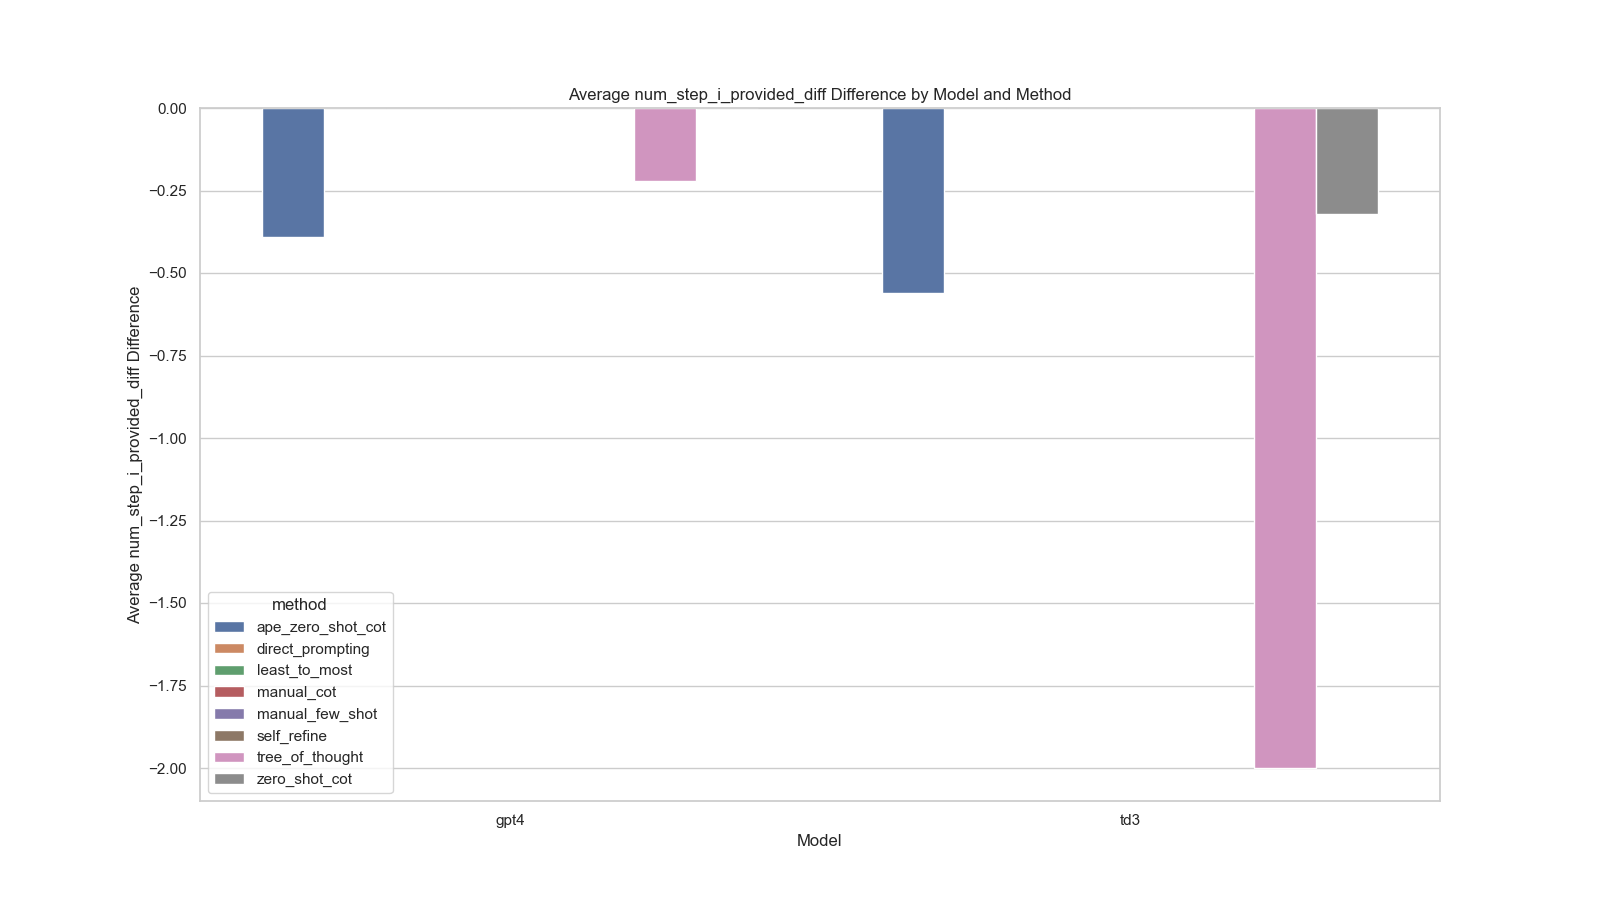 Average num_step_i_provided_diff Difference by Model and Method
Average num_step_i_provided_diff Difference
0.00
−0.25
−0.50
−0.75
−1.00
−1.25
−1.50
−1.75
−2.00
method
ape_zero_shot_cot
direct_prompting
least_to_most
manual_cot
manual_few_shot
self_refine
tree_of_thought
zero_shot_cot
gpt4
td3
Model